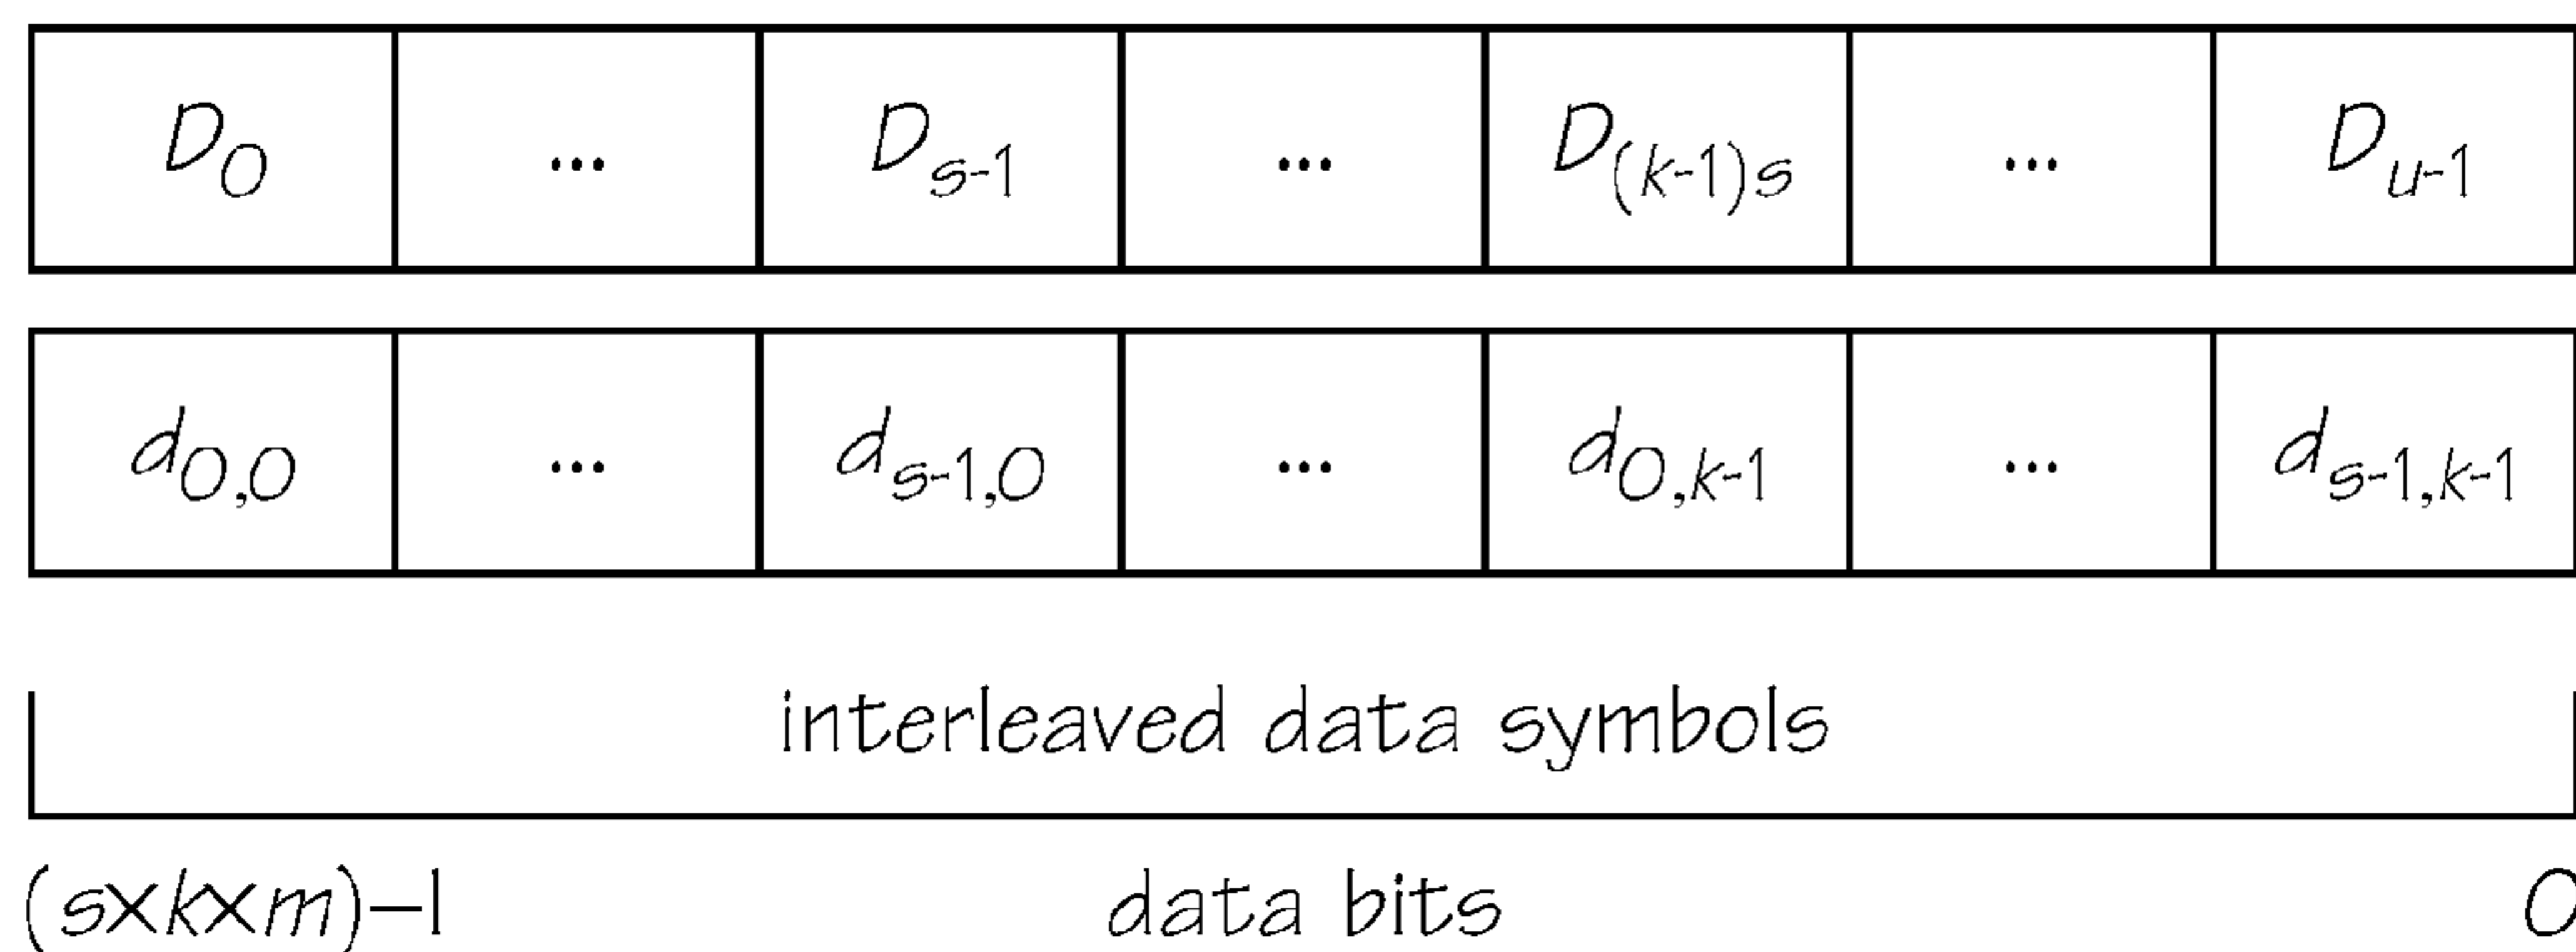 D₀ ... Dₛ₋₁ ... D₍ₖ₋₁₎ₛ ... Dᵤ₋₁
d₀,₀ ... dₛ₋₁,₀ ... d₀,ₖ₋₁ ... dₛ₋₁,ₖ₋₁
interleaved data symbols
(s×k×m)–1 data bits 0